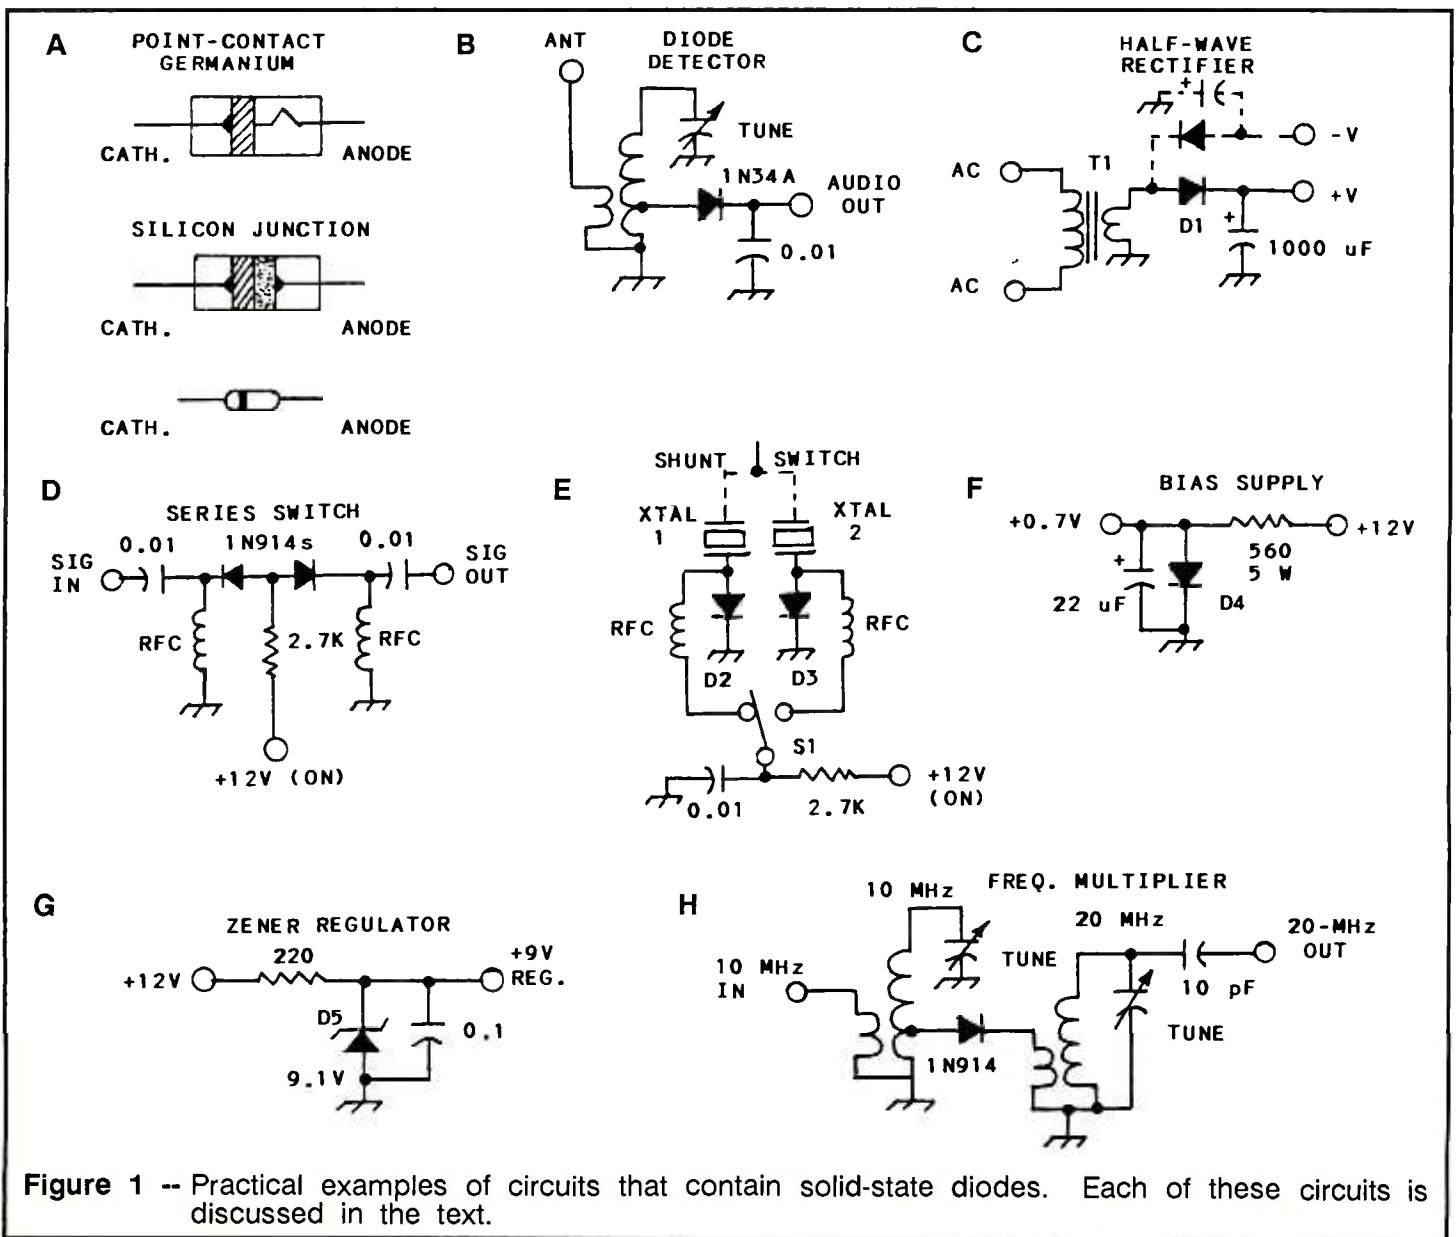 A
POINT-CONTACT
GERMANIUM
CATH.
ANODE
SILICON JUNCTION
CATH.
ANODE
CATH.
ANODE
B
ANT
DIODE
DETECTOR
TUNE
1N34A
AUDIO
OUT
0.01
C
HALF-WAVE
RECTIFIER
+
-V
AC
T1
+V
D1
+
1000 uF
AC
D
SERIES SWITCH
0.01
1N914s
0.01
SIG
IN
SIG
OUT
RFC
2.7K
RFC
+12V (ON)
E
SHUNT
SWITCH
XTAL
1
XTAL
2
RFC
RFC
D2
D3
S1
+12V
(ON)
0.01
2.7K
F
BIAS SUPPLY
+0.7V
+12V
560
5 W
+
22 uF
D4
G
ZENER REGULATOR
220
+9V
REG.
+12V
D5
0.1
9.1V
H
10 MHz
FREQ. MULTIPLIER
20 MHz
20-MHz
OUT
TUNE
10 MHz
IN
10 pF
1N914
TUNE
Figure 1 -- Practical examples of circuits that contain solid-state diodes. Each of these circuits is
discussed in the text.